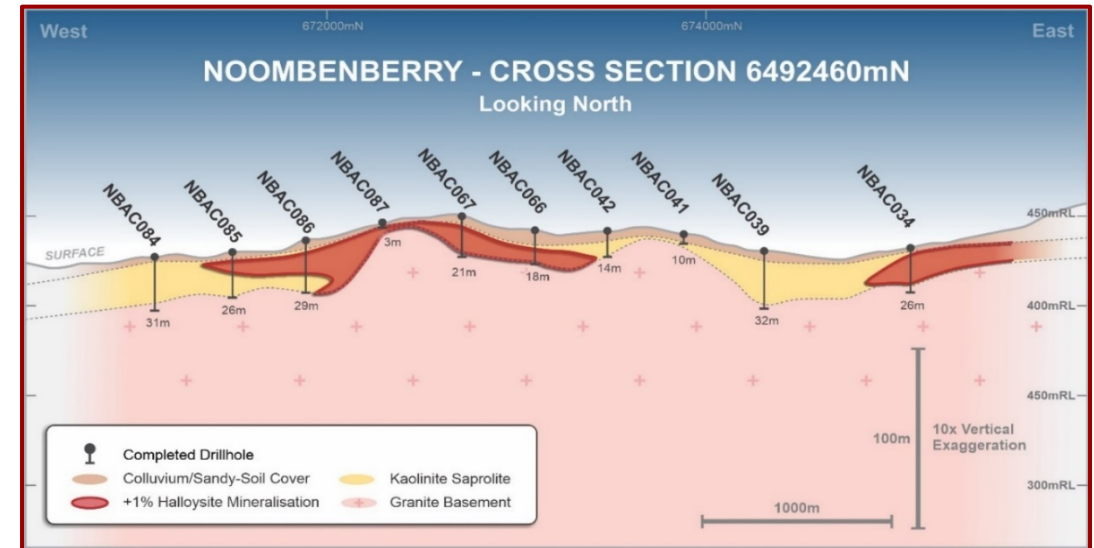 West
672000mN
674000mN
East
NOOMBENBERRY - CROSS SECTION 6492460mN
Looking North
NBAC084
NBAC085
NBAC086
NBAC087
NBAC067
NBAC066
NBAC042
NBAC041
NBAC039
NBAC034
450mRL
SURFACE
3m
21m
18m
14m
10m
31m
26m
29m
32m
26m
400mRL
450mRL
100m
10x Vertical
Exaggeration
300mRL
1000m
Completed Drillhole
Colluvium/Sandy-Soil Cover
Kaolinite Saprolite
+1% Halloysite Mineralisation
Granite Basement